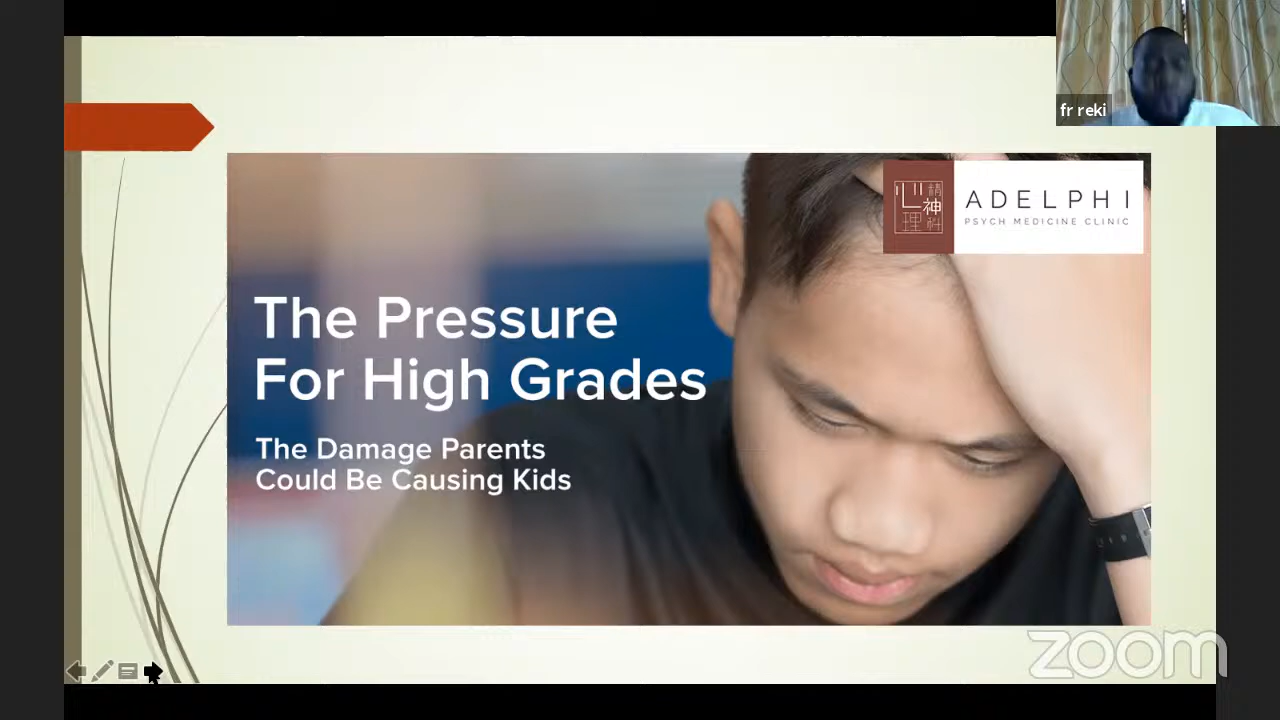 fr reki
心 精
神
理 科
ADELPHI
PSYCH MEDICINE CLINIC
The Pressure
For High Grades
The Damage Parents
Could Be Causing Kids
zoom